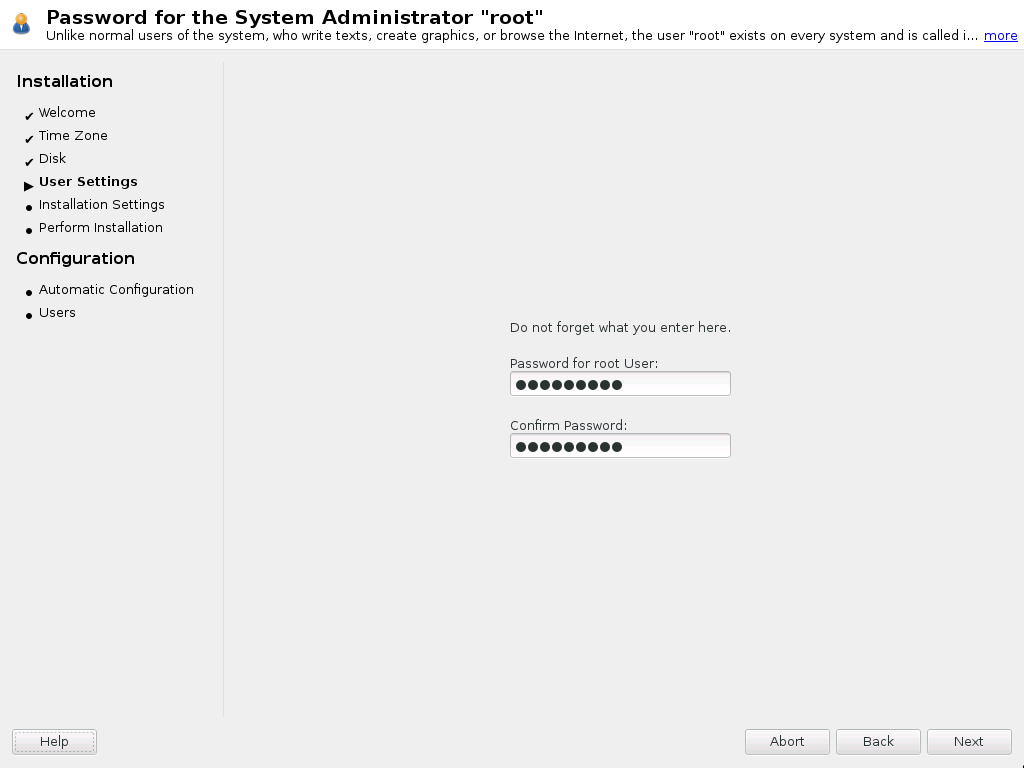 Password for the System Administrator "root"
Unlike normal users of the system, who write texts, create graphics, or browse the Internet, the user "root" exists on every system and is called i... more
Installation
Welcome
Time Zone
Disk
User Settings
Installation Settings
Perform Installation
Configuration
Automatic Configuration
Users
Do not forget what you enter here.
Password for root User:
Confirm Password:
Help
Abort
Back
Next